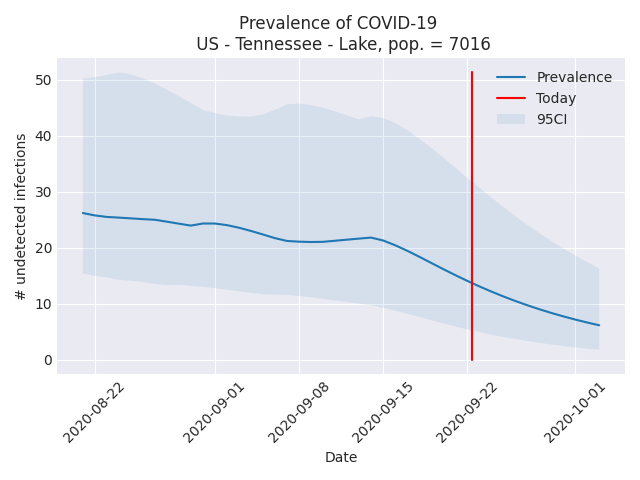 Prevalence of COVID-19
US - Tennessee - Lake, pop. = 7016
Prevalence
Today
95CI
# undetected infections
50
40
30
20
10
0
2020-08-22
2020-09-01
2020-09-08
2020-09-15
2020-09-22
2020-10-01
Date